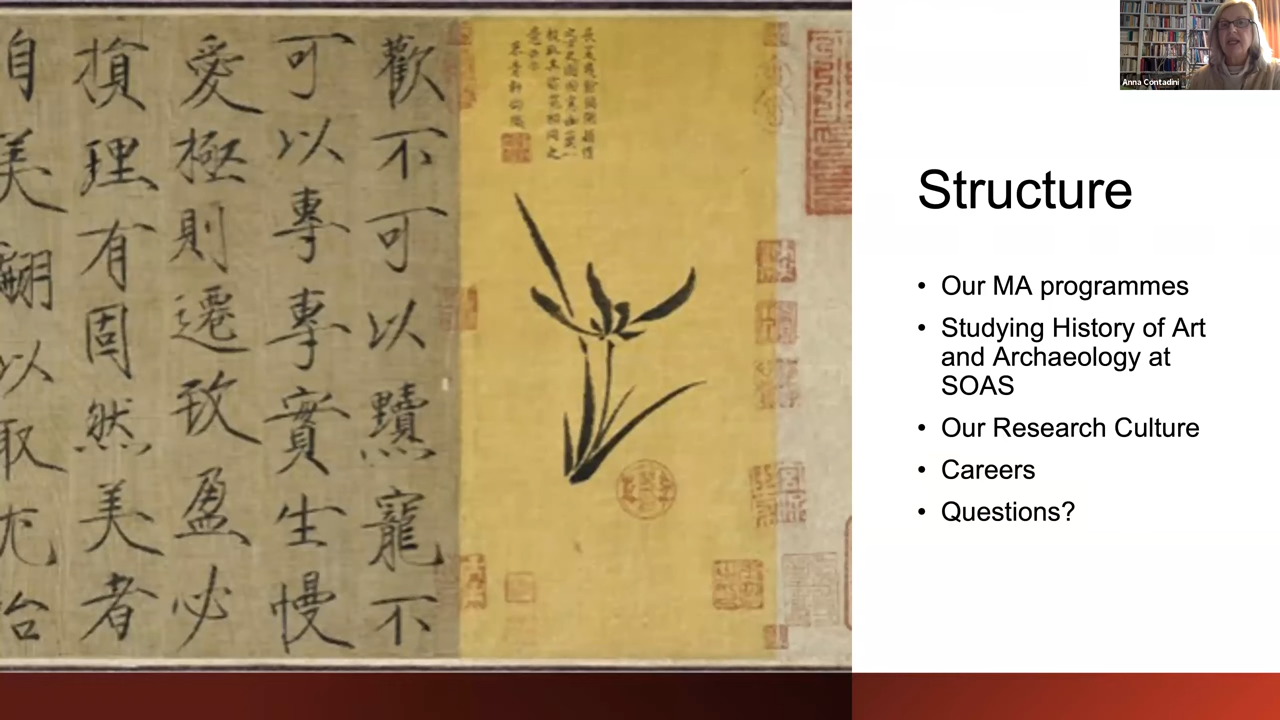 歡不可以黷寵不
可以專專實生慢
愛極則遷致盈必
損理有固然美者
自美翩以取尤
Anna Contadini
Structure
• Our MA programmes
• Studying History of Art
and Archaeology at
SOAS
• Our Research Culture
• Careers
• Questions?